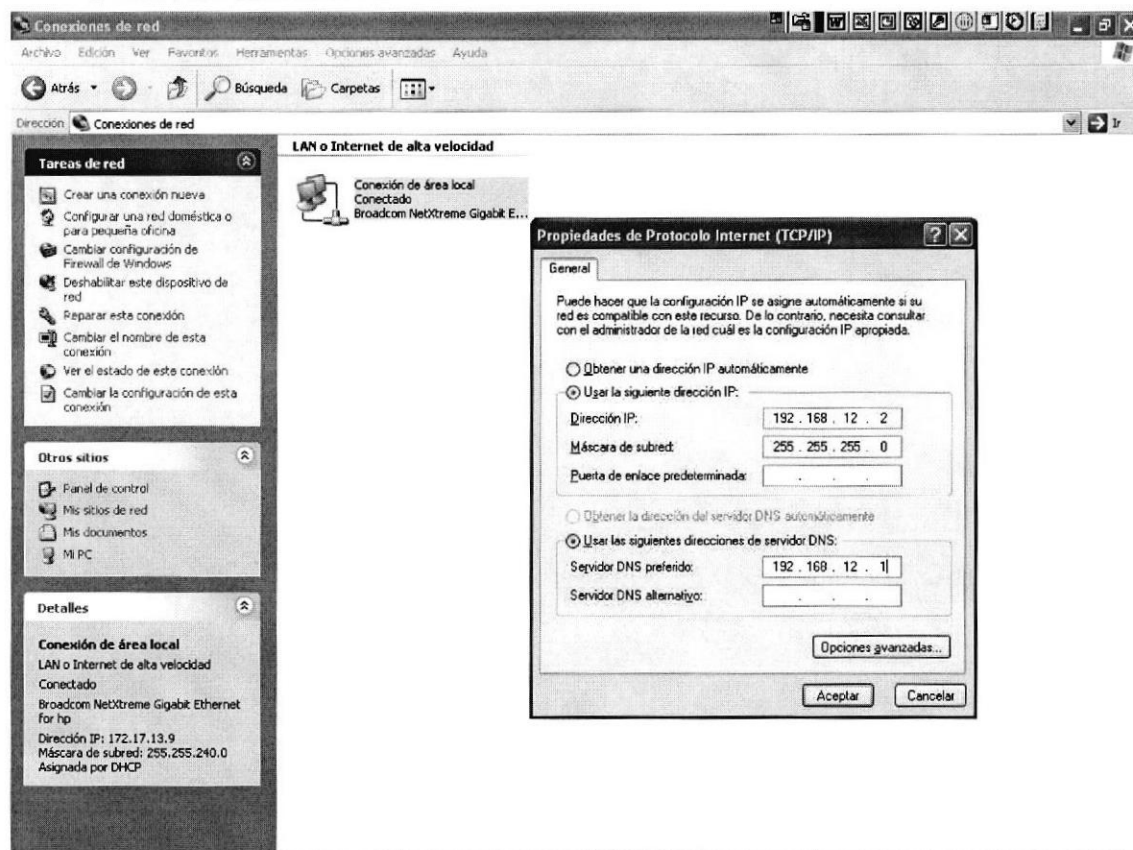 Conexiones de red
Archivo Edición Ver Favoritos Herramientas Opciones avanzadas Ayuda
Atrás Búsqueda Carpetas
Dirección Conexiones de red Ir
Tareas de red
Crear una conexión nueva
Configurar una red doméstica o
para pequeña oficina
Cambiar configuración de
Firewall de Windows
Deshabilitar este dispositivo de
red
Reparar esta conexión
Cambiar el nombre de esta
conexión
Ver el estado de esta conexión
Cambiar la configuración de esta
conexión
Otros sitios
Panel de control
Mis sitios de red
Mis documentos
Mi PC
Detalles
Conexión de área local
LAN o Internet de alta velocidad
Conectado
Broadcom NetXtreme Gigabit Ethernet
for hp
Dirección IP: 172.17.13.9
Máscara de subred: 255.255.240.0
Asignada por DHCP
LAN o Internet de alta velocidad
Conexión de área local
Conectado
Broadcom NetXtreme Gigabit E...
Propiedades de Protocolo Internet (TCP/IP)
General
Puede hacer que la configuración IP se asigne automáticamente si su
red es compatible con este recurso. De lo contrario, necesita consultar
con el administrador de la red cuál es la configuración IP apropiada.
Obtener una dirección IP automáticamente
Usar la siguiente dirección IP:
Dirección IP: 192 . 168 . 12 . 2
Máscara de subred: 255 . 255 . 255 . 0
Puerta de enlace predeterminada: . . .
Obtener la dirección del servidor DNS automáticamente
Usar las siguientes direcciones de servidor DNS:
Servidor DNS preferido: 192 . 168 . 12 . 1
Servidor DNS alternativo: . . .
Opciones avanzadas...
Aceptar Cancelar